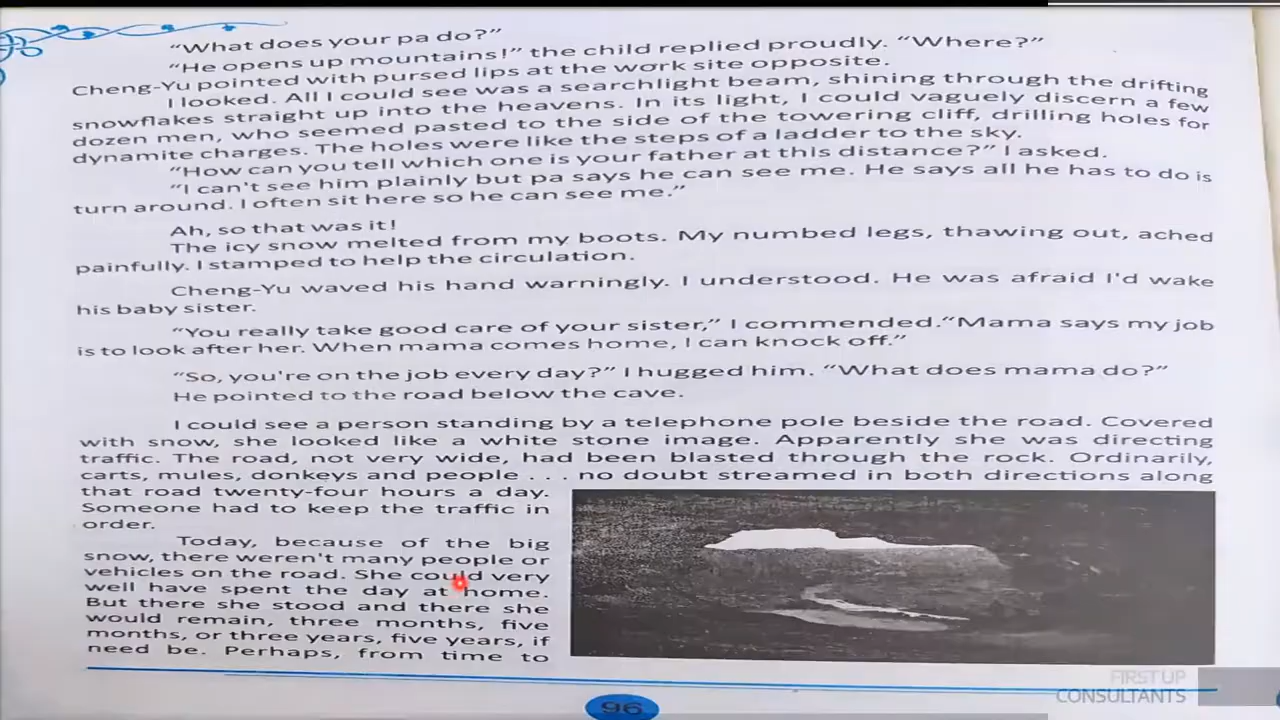 “What does your pa do?”
“He opens up mountains!” the child replied proudly. “Where?”
Cheng-Yu pointed with pursed lips at the work site opposite.
I looked. All I could see was a searchlight beam, shining through the drifting
snowflakes straight up into the heavens. In its light, I could vaguely discern a few
dozen men, who seemed pasted to the side of the towering cliff, drilling holes for
dynamite charges. The holes were like the steps of a ladder to the sky.
“How can you tell which one is your father at this distance?” I asked.
“I can't see him plainly but pa says he can see me. He says all he has to do is
turn around. I often sit here so he can see me.”
Ah, so that was it!
The icy snow melted from my boots. My numbed legs, thawing out, ached
painfully. I stamped to help the circulation.
Cheng-Yu waved his hand warningly. I understood. He was afraid I'd wake
his baby sister.
“You really take good care of your sister,” I commended.“Mama says my job
is to look after her. When mama comes home, I can knock off.”
“So, you're on the job every day?” I hugged him. “What does mama do?”
He pointed to the road below the cave.
I could see a person standing by a telephone pole beside the road. Covered
with snow, she looked like a white stone image. Apparently she was directing
traffic. The road, not very wide, had been blasted through the rock. Ordinarily,
carts, mules, donkeys and people . . . no doubt streamed in both directions along
that road twenty-four hours a day.
Someone had to keep the traffic in
order.
Today, because of the big
snow, there weren't many people or
vehicles on the road. She could very
well have spent the day at home.
But there she stood and there she
would remain, three months, five
months, or three years, five years, if
need be. Perhaps, from time to
96
FIRST UP
CONSULTANTS